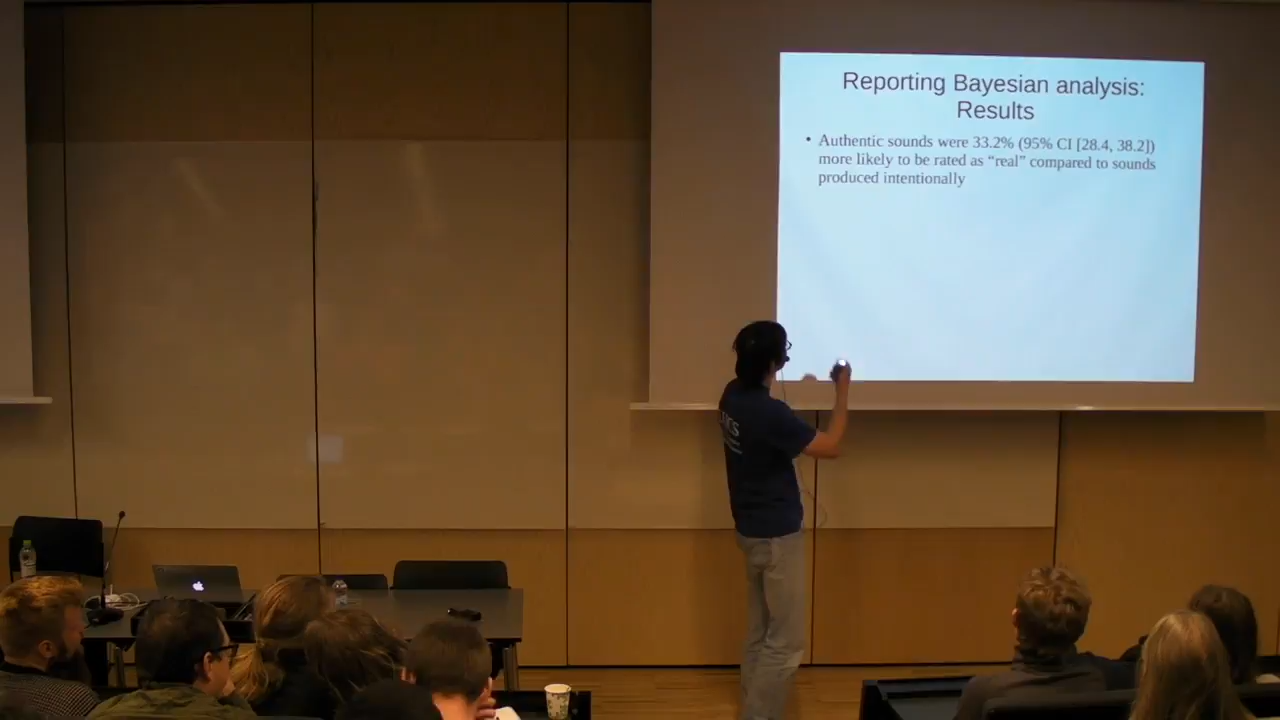 Reporting Bayesian analysis:
Results
• Authentic sounds were 33.2% (95% CI [28.4, 38.2])
more likely to be rated as “real” compared to sounds
produced intentionally